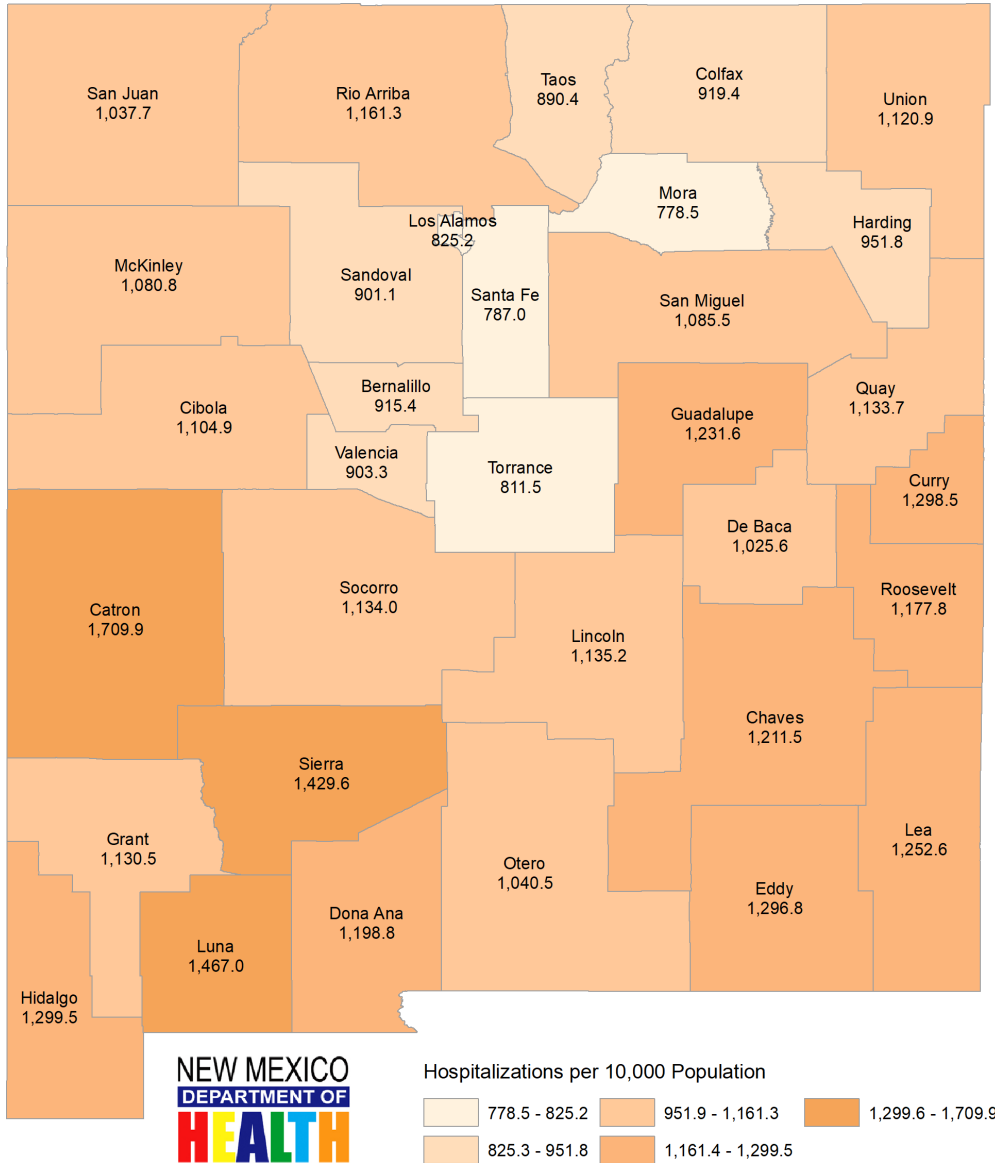 San Juan
1,037.7
Rio Arriba
1,161.3
Taos
890.4
Colfax
919.4
Union
1,120.9
Mora
778.5
Harding
951.8
Los Alamos
825.2
McKinley
1,080.8
Sandoval
901.1
Santa Fe
787.0
San Miguel
1,085.5
Cibola
1,104.9
Bernalillo
915.4
Valencia
903.3
Torrance
811.5
Guadalupe
1,231.6
Quay
1,133.7
Curry
1,298.5
De Baca
1,025.6
Roosevelt
1,177.8
Catron
1,709.9
Socorro
1,134.0
Lincoln
1,135.2
Chaves
1,211.5
Sierra
1,429.6
Grant
1,130.5
Otero
1,040.5
Lea
1,252.6
Eddy
1,296.8
Dona Ana
1,198.8
Luna
1,467.0
Hidalgo
1,299.5
NEW MEXICO
DEPARTMENT OF
HEALTH
Hospitalizations per 10,000 Population
778.5 - 825.2
951.9 - 1,161.3
1,299.6 - 1,709.9
825.3 - 951.8
1,161.4 - 1,299.5